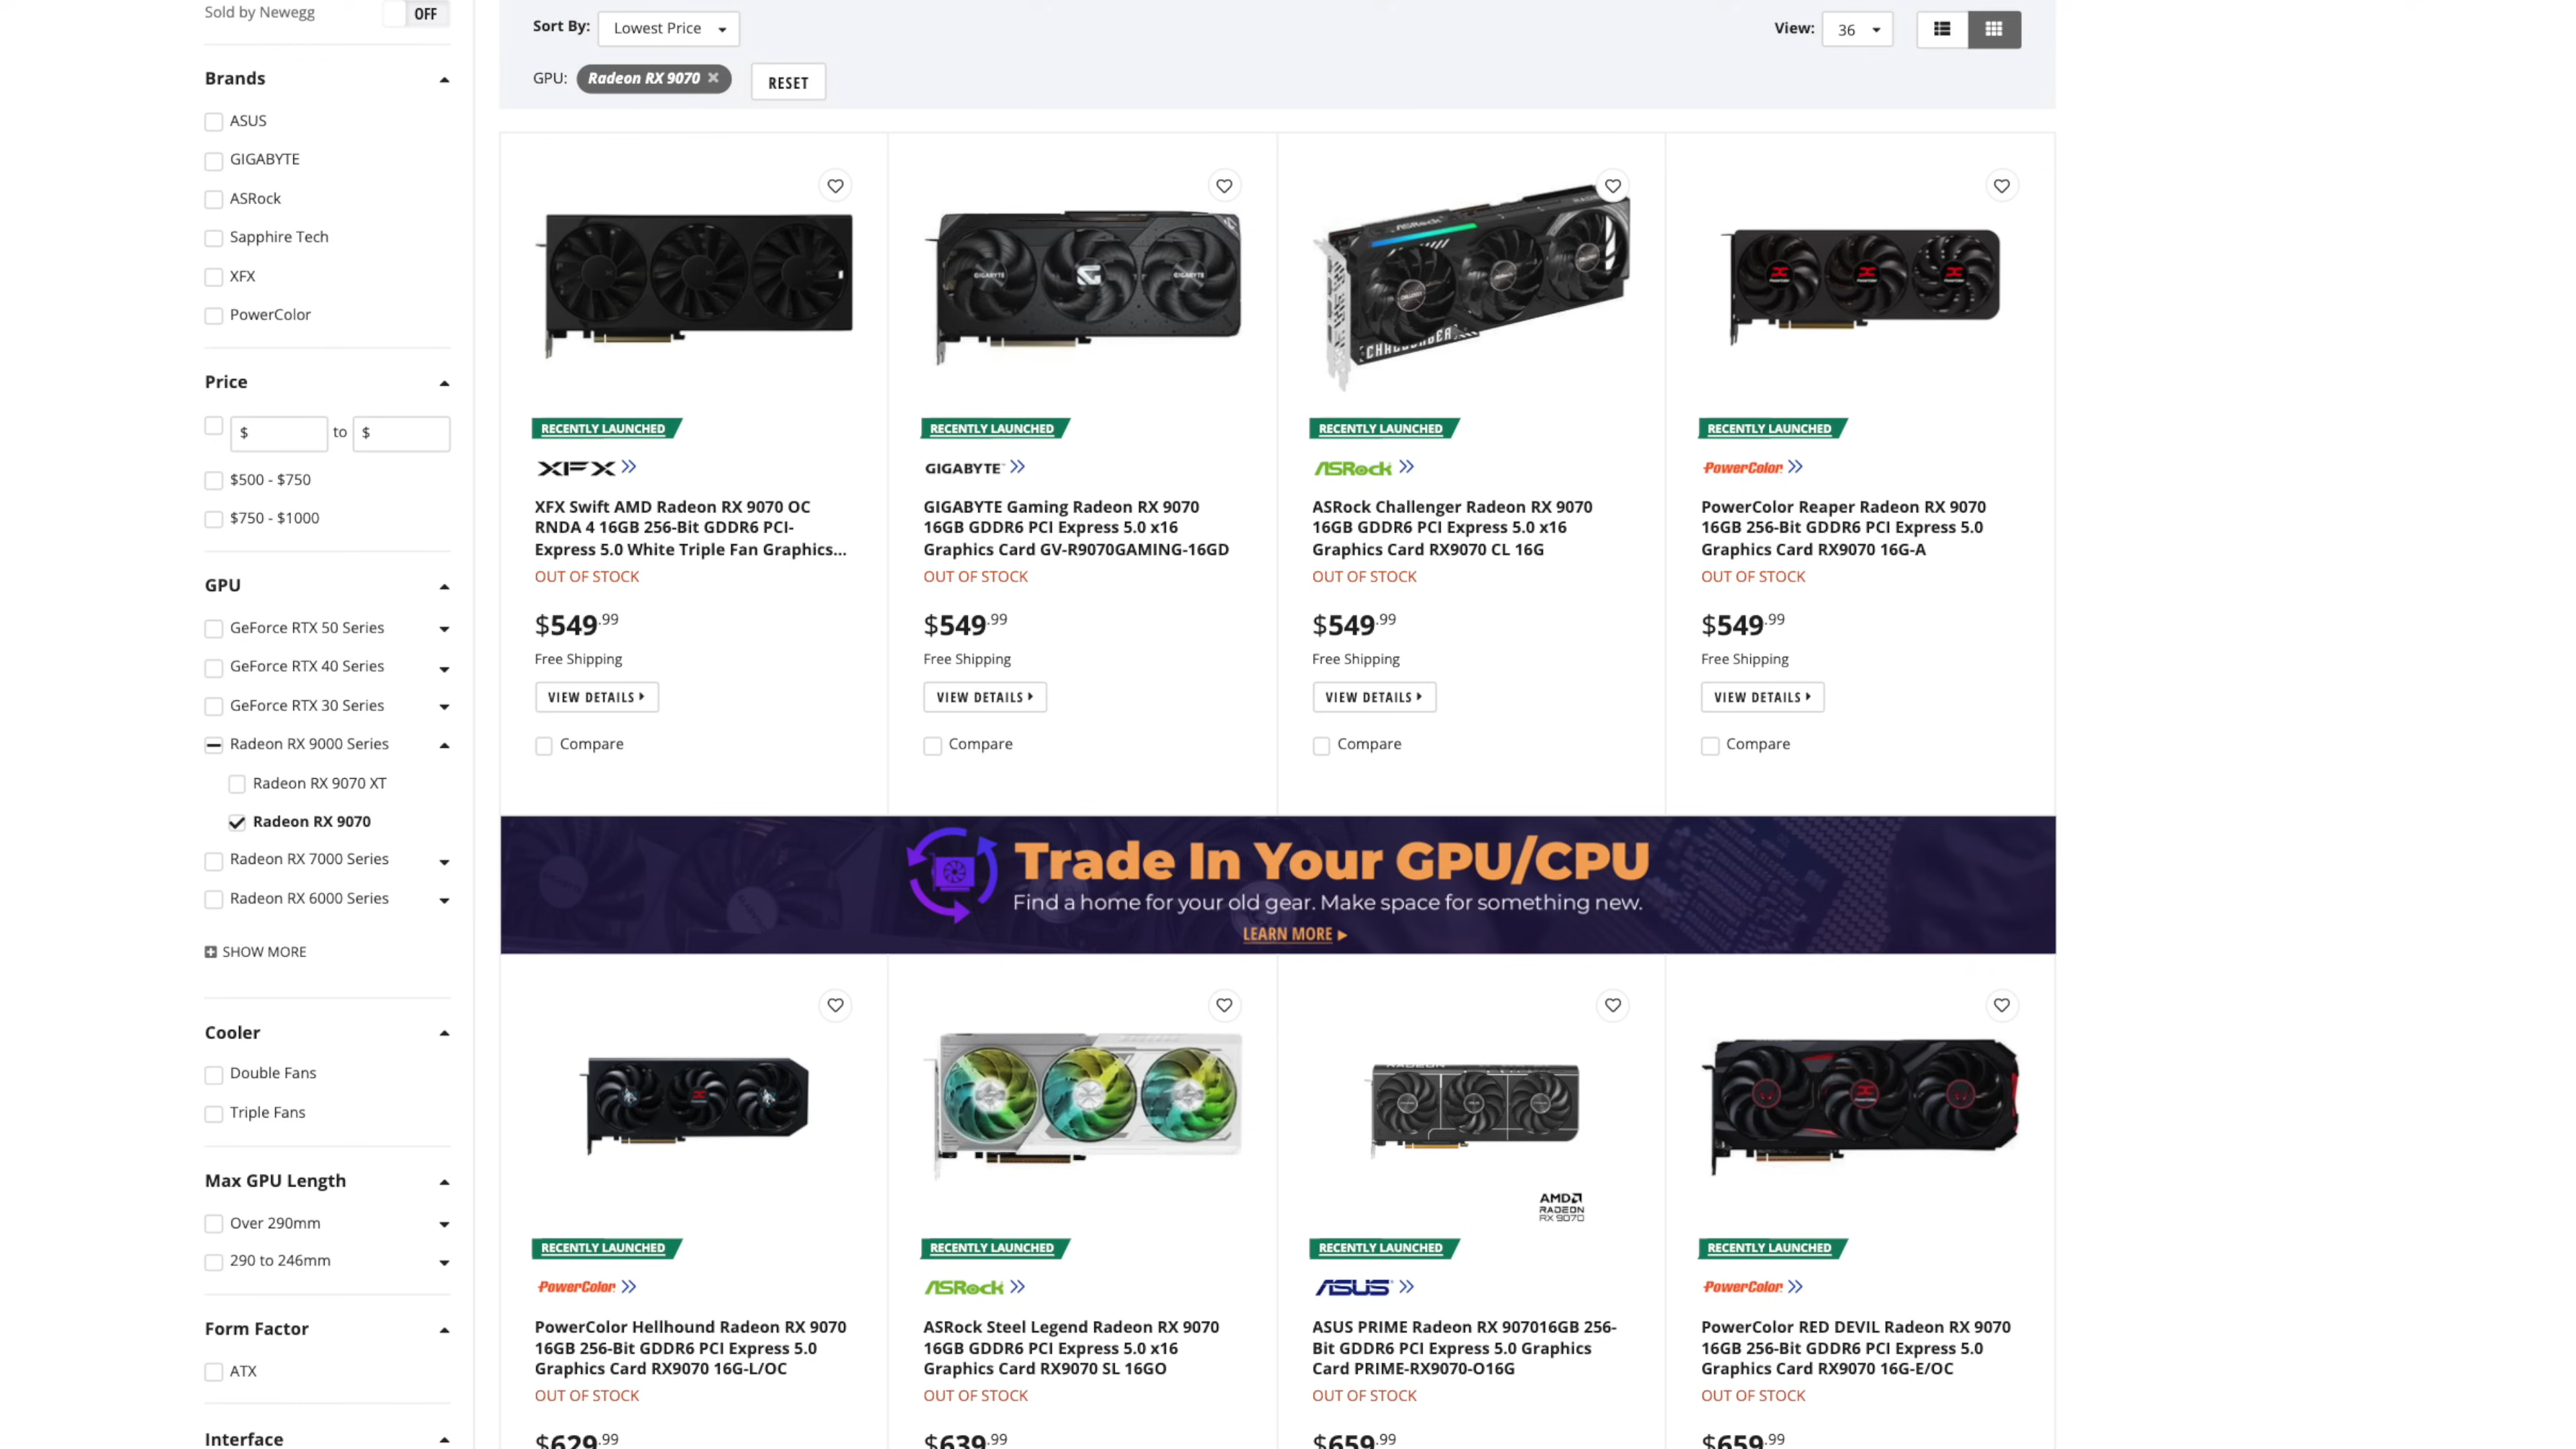 Sold by Newegg
OFF
Brands
ASUS
GIGABYTE
ASRock
Sapphire Tech
XFX
PowerColor
Price
$ to $
$500 - $750
$750 - $1000
GPU
GeForce RTX 50 Series
GeForce RTX 40 Series
GeForce RTX 30 Series
Radeon RX 9000 Series
Radeon RX 9070 XT
Radeon RX 9070
Radeon RX 7000 Series
Radeon RX 6000 Series
SHOW MORE
Cooler
Double Fans
Triple Fans
Max GPU Length
Over 290mm
290 to 246mm
Form Factor
ATX
Interface
Sort By: Lowest Price
View: 36
GPU: Radeon RX 9070 RESET
RECENTLY LAUNCHED
XFX
XFX Swift AMD Radeon RX 9070 OC
RNDA 4 16GB 256-Bit GDDR6 PCI-
Express 5.0 White Triple Fan Graphics...
OUT OF STOCK
$549.99
Free Shipping
VIEW DETAILS
Compare
GIGABYTE
GIGABYTE
RECENTLY LAUNCHED
GIGABYTE
GIGABYTE Gaming Radeon RX 9070
16GB GDDR6 PCI Express 5.0 x16
Graphics Card GV-R9070GAMING-16GD
OUT OF STOCK
$549.99
Free Shipping
VIEW DETAILS
Compare
ASRock
CHALLENGER
RECENTLY LAUNCHED
ASRock
ASRock Challenger Radeon RX 9070
16GB GDDR6 PCI Express 5.0 x16
Graphics Card RX9070 CL 16G
OUT OF STOCK
$549.99
Free Shipping
VIEW DETAILS
Compare
RECENTLY LAUNCHED
PowerColor
PowerColor Reaper Radeon RX 9070
16GB 256-Bit GDDR6 PCI Express 5.0
Graphics Card RX9070 16G-A
OUT OF STOCK
$549.99
Free Shipping
VIEW DETAILS
Compare
Trade In Your GPU/CPU
Find a home for your old gear. Make space for something new.
LEARN MORE
RECENTLY LAUNCHED
PowerColor
PowerColor Hellhound Radeon RX 9070
16GB 256-Bit GDDR6 PCI Express 5.0
Graphics Card RX9070 16G-L/OC
OUT OF STOCK
$629.99
RECENTLY LAUNCHED
ASRock
ASRock Steel Legend Radeon RX 9070
16GB GDDR6 PCI Express 5.0 x16
Graphics Card RX9070 SL 16GO
OUT OF STOCK
$639.99
RADEON
AMD
RADEON
RX 9070
RECENTLY LAUNCHED
ASUS
ASUS PRIME Radeon RX 907016GB 256-
Bit GDDR6 PCI Express 5.0 Graphics
Card PRIME-RX9070-O16G
OUT OF STOCK
$659.99
RECENTLY LAUNCHED
PowerColor
PowerColor RED DEVIL Radeon RX 9070
16GB 256-Bit GDDR6 PCI Express 5.0
Graphics Card RX9070 16G-E/OC
OUT OF STOCK
$659.99